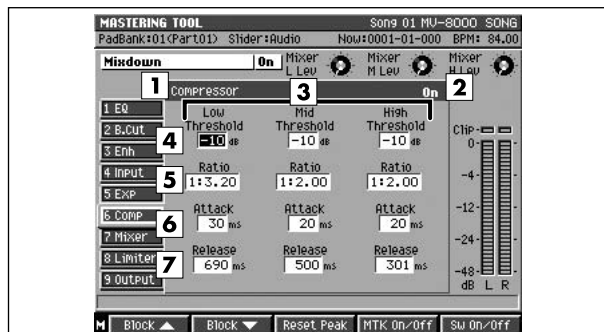 MASTERING TOOL Song 01 MV-8000 SONG
PadBank:01(Part01) Slider:Audio Now:0001-01-000 BPM: 84.00
Mixdown On Mixer L Lev Mixer M Lev Mixer H Lev
1 Compressor 3 On 2
Low Mid High
1 EQ
2 B.Cut
3 Enh
4 Input
5 Exp
6 Comp
7 Mixer
8 Limiter
9 Output
4 Threshold Threshold Threshold
-10 dB -10 dB -10 dB
5 Ratio Ratio Ratio
1:3.20 1:2.00 1:2.00
6 Attack Attack Attack
30 ms 20 ms 20 ms
7 Release Release Release
690 ms 500 ms 301 ms
Clip
0
-4
-12
-24
-48
dB L R
M Block ▲ Block ▼ Reset Peak MTK On/Off Sw On/Off